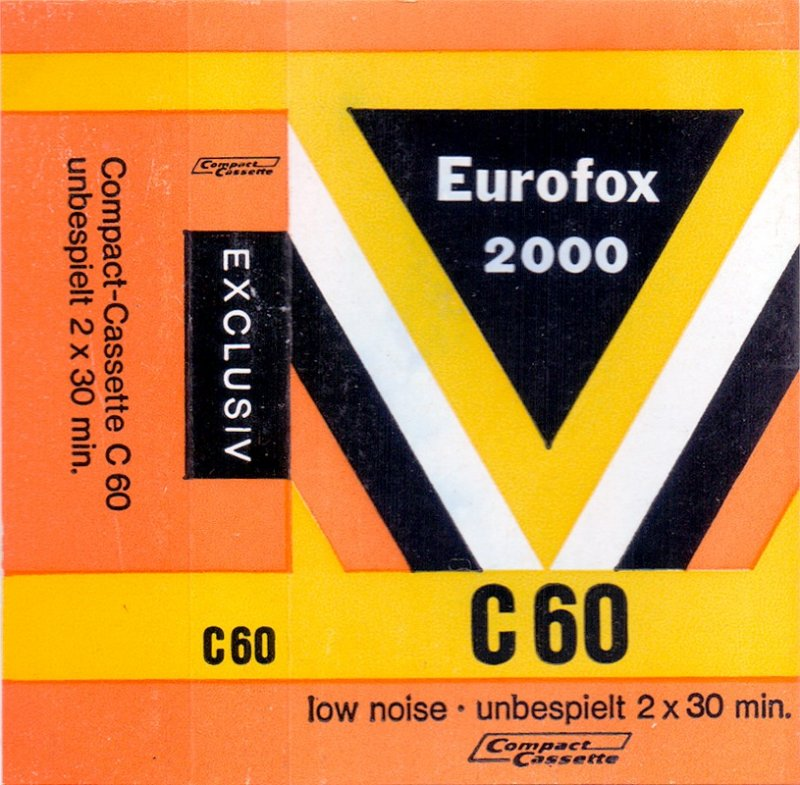 Compact-Cassette C 60
unbespielt 2 x 30 min.
Compact
Cassette
EXCLUSIV
C 60
Eurofox
2000
C 60
low noise · unbespielt 2 x 30 min.
Compact
Cassette